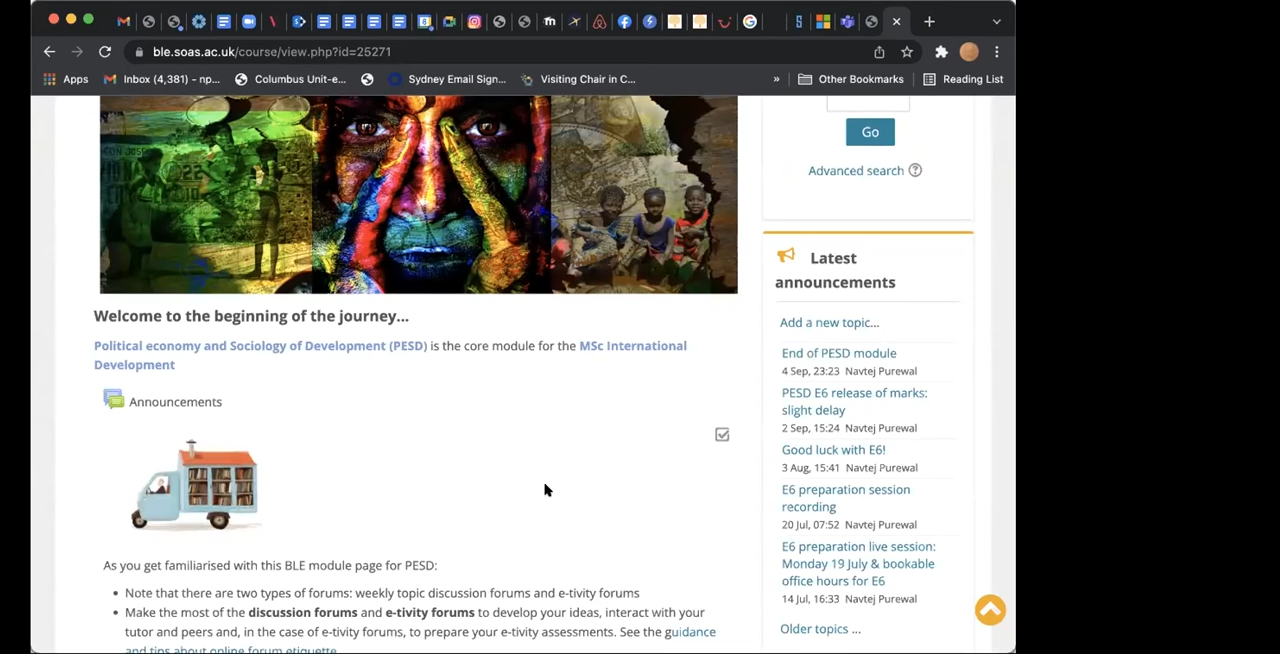 ble.soas.ac.uk/course/view.php?id=25271
Apps
Inbox (4,381) - np...
Columbus Unit-e...
Sydney Email Sign...
Visiting Chair in C...
»
Other Bookmarks
Reading List
Go
Advanced search
Welcome to the beginning of the journey...
Political economy and Sociology of Development (PESD) is the core module for the MSc International
Development
Announcements
As you get familiarised with this BLE module page for PESD:
• Note that there are two types of forums: weekly topic discussion forums and e-tivity forums
• Make the most of the discussion forums and e-tivity forums to develop your ideas, interact with your
tutor and peers and, in the case of e-tivity forums, to prepare your e-tivity assessments. See the guidance
and tips about online forum etiquette
Latest
announcements
Add a new topic...
End of PESD module
4 Sep, 23:23 Navtej Purewal
PESD E6 release of marks:
slight delay
2 Sep, 15:24 Navtej Purewal
Good luck with E6!
3 Aug, 15:41 Navtej Purewal
E6 preparation session
recording
20 Jul, 07:52 Navtej Purewal
E6 preparation live session:
Monday 19 July & bookable
office hours for E6
14 Jul, 16:33 Navtej Purewal
Older topics ...